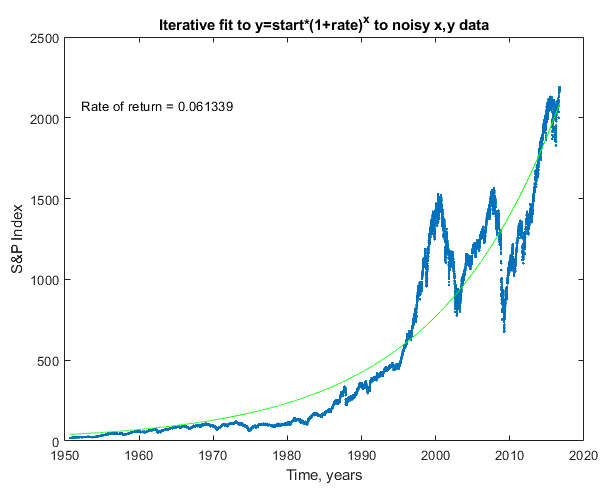 Iterative fit to y=start*(1+rate)^x to noisy x,y data
2500
Rate of return = 0.061339
2000
1500
1000
500
0
S&P Index
1950 1960 1970 1980 1990 2000 2010 2020
Time, years